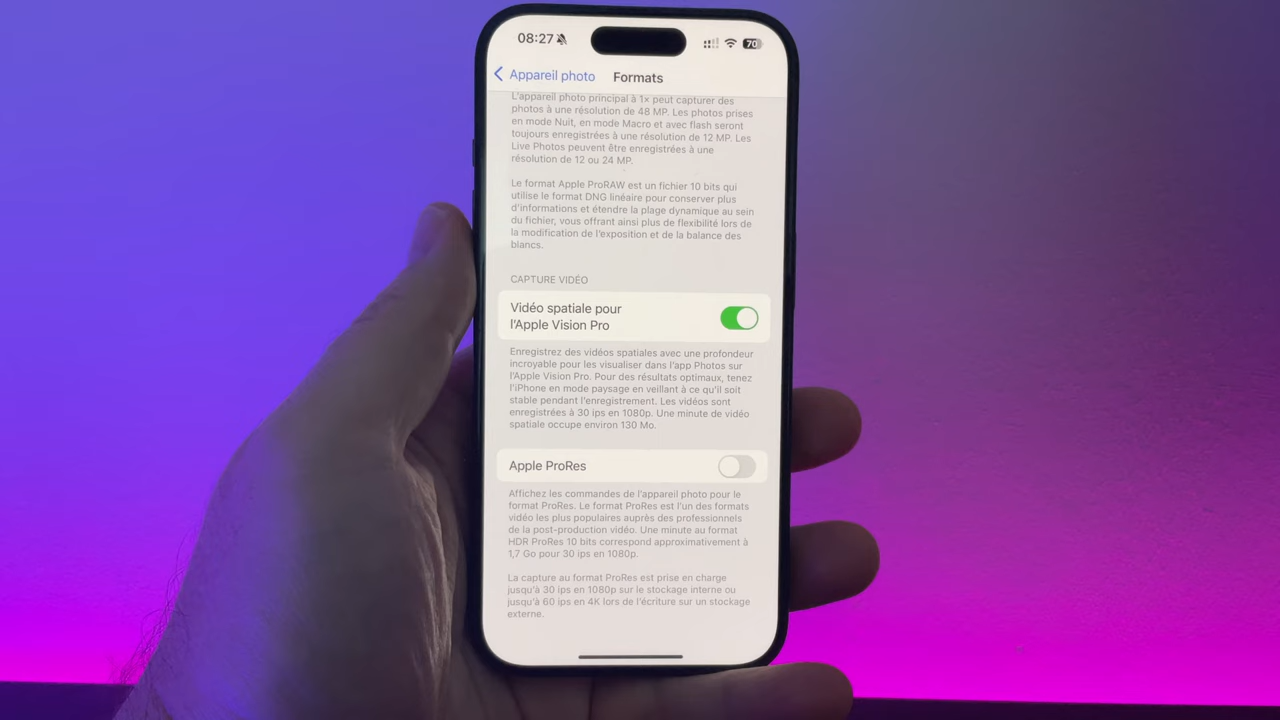 08:27
70
Appareil photo
Formats
L'appareil photo principal à 1x peut capturer des
photos à une résolution de 48 MP. Les photos prises
en mode Nuit, en mode Macro et avec flash seront
toujours enregistrées à une résolution de 12 MP. Les
Live Photos peuvent être enregistrées à une
résolution de 12 ou 24 MP.
Le format Apple ProRAW est un fichier 10 bits qui
utilise le format DNG linéaire pour conserver plus
d'informations et étendre la plage dynamique au sein
du fichier, vous offrant ainsi plus de flexibilité lors de
la modification de l'exposition et de la balance des
blancs.
CAPTURE VIDÉO
Vidéo spatiale pour
l'Apple Vision Pro
Enregistrez des vidéos spatiales avec une profondeur
incroyable pour les visualiser dans l'app Photos sur
l'Apple Vision Pro. Pour des résultats optimaux, tenez
l'iPhone en mode paysage en veillant à ce qu'il soit
stable pendant l'enregistrement. Les vidéos sont
enregistrées à 30 ips en 1080p. Une minute de vidéo
spatiale occupe environ 130 Mo.
Apple ProRes
Affichez les commandes de l'appareil photo pour le
format ProRes. Le format ProRes est l'un des formats
vidéo les plus populaires auprès des professionnels
de la post-production vidéo. Une minute au format
HDR ProRes 10 bits correspond approximativement à
1,7 Go pour 30 ips en 1080p.
La capture au format ProRes est prise en charge
jusqu'à 30 ips en 1080p sur le stockage interne ou
jusqu'à 60 ips en 4K lors de l'écriture sur un stockage
externe.